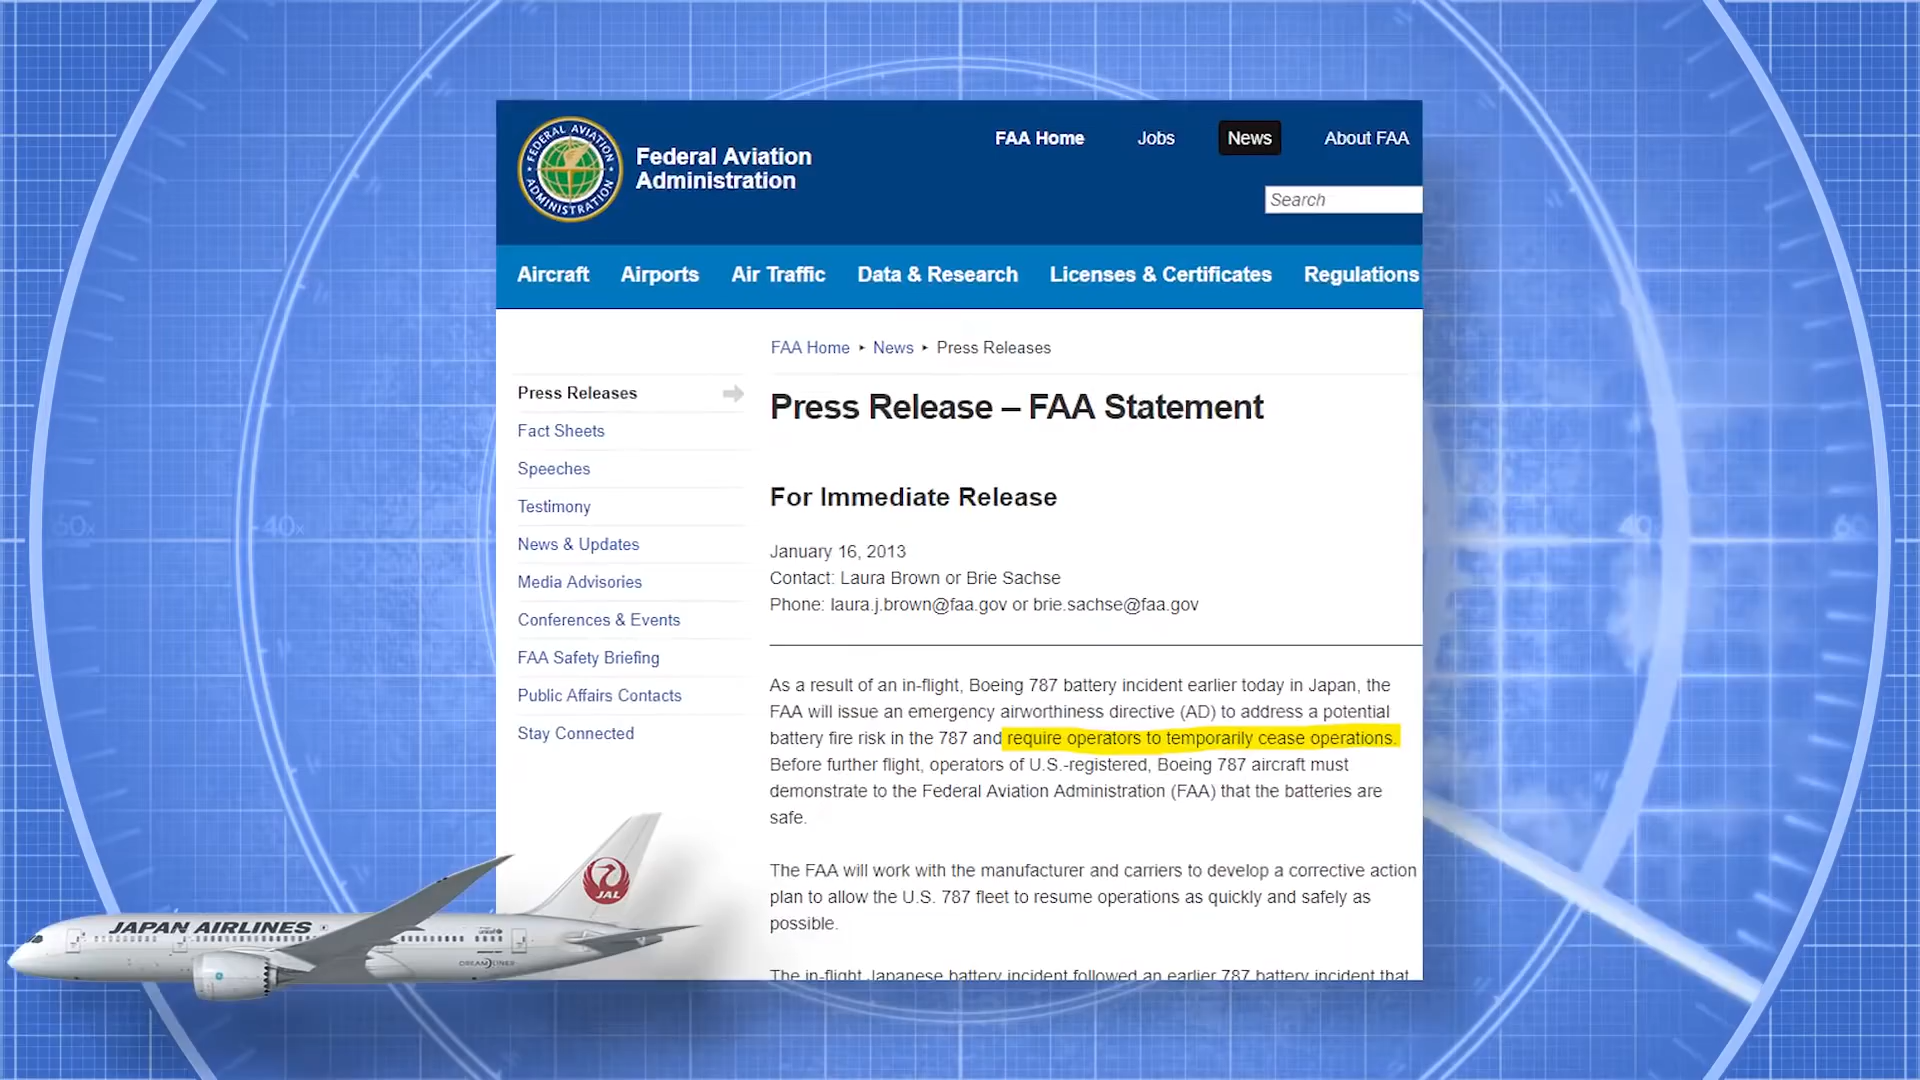 FEDERAL AVIATION
ADMINISTRATION
Federal Aviation
Administration
FAA Home
Jobs
News
About FAA
Search
Aircraft
Airports
Air Traffic
Data & Research
Licenses & Certificates
Regulations
FAA Home ▸ News ▸ Press Releases
Press Releases
Fact Sheets
Speeches
Testimony
News & Updates
Media Advisories
Conferences & Events
FAA Safety Briefing
Public Affairs Contacts
Stay Connected
Press Release – FAA Statement
For Immediate Release
January 16, 2013
Contact: Laura Brown or Brie Sachse
Phone: laura.j.brown@faa.gov or brie.sachse@faa.gov
As a result of an in-flight, Boeing 787 battery incident earlier today in Japan, the
FAA will issue an emergency airworthiness directive (AD) to address a potential
battery fire risk in the 787 and require operators to temporarily cease operations.
Before further flight, operators of U.S.-registered, Boeing 787 aircraft must
demonstrate to the Federal Aviation Administration (FAA) that the batteries are
safe.
The FAA will work with the manufacturer and carriers to develop a corrective action
plan to allow the U.S. 787 fleet to resume operations as quickly and safely as
possible.
The in-flight Japanese battery incident followed an earlier 787 battery incident that
60x
40x
40
60
JAL
JAPAN AIRLINES
DREAMLINER